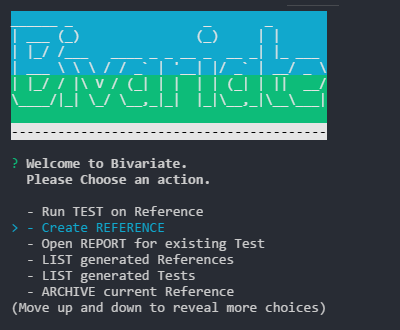 Bivariate
? Welcome to Bivariate.
Please Choose an action.
- Run TEST on Reference
> - Create REFERENCE
- Open REPORT for existing Test
- LIST generated References
- LIST generated Tests
- ARCHIVE current Reference
(Move up and down to reveal more choices)